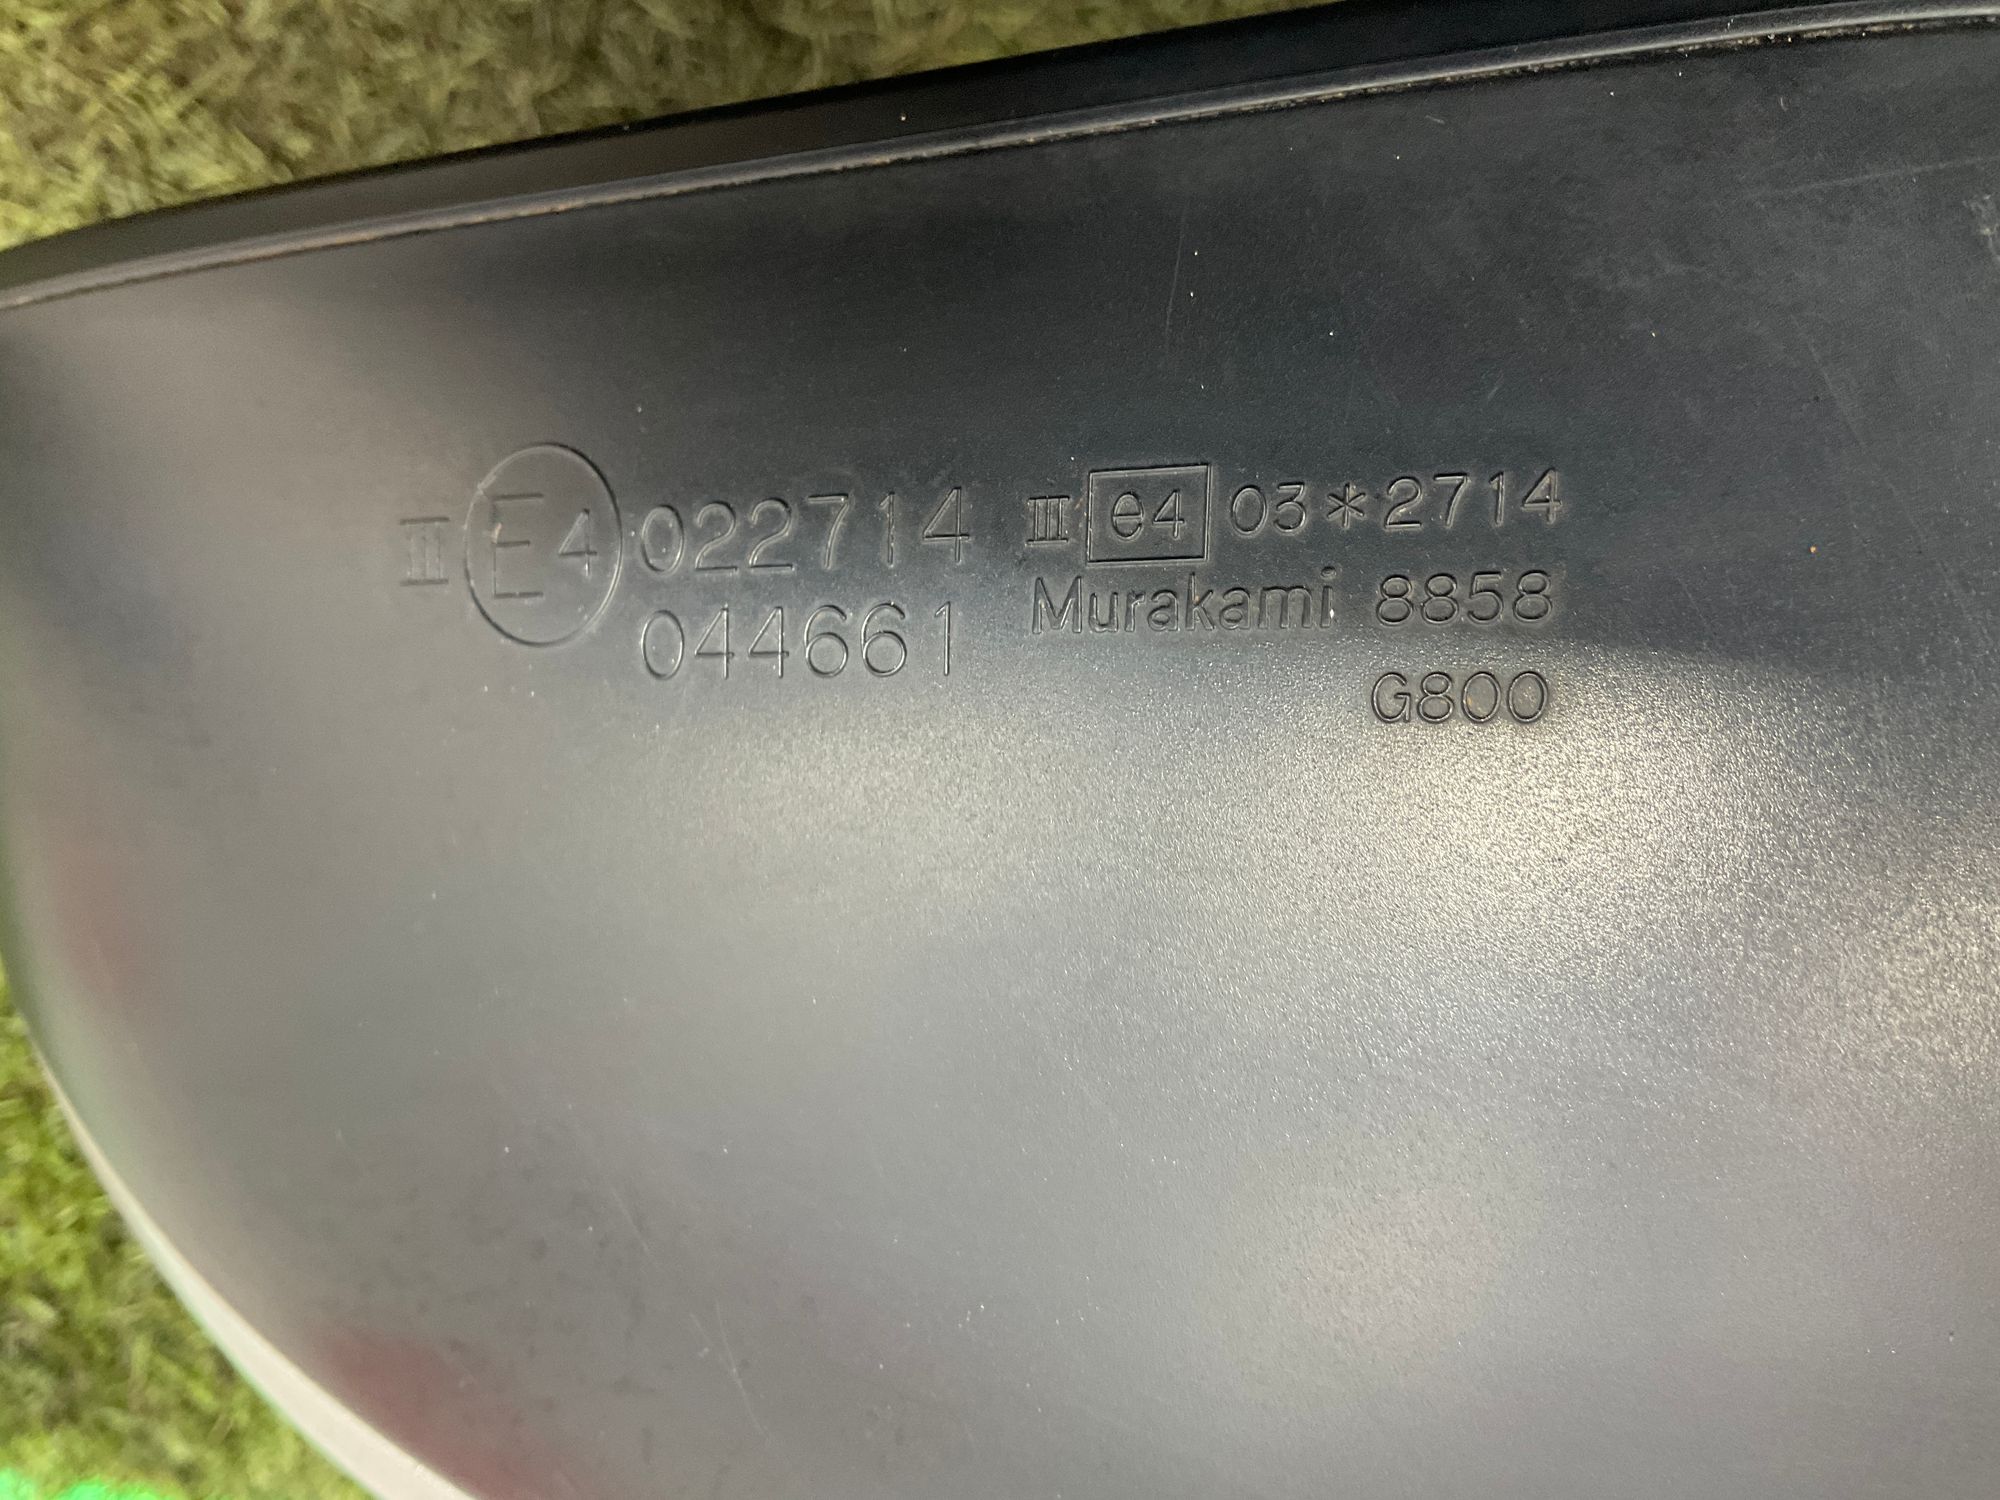 III E4 022714
044661
III e4 03*2714
Murakami 8858
G800